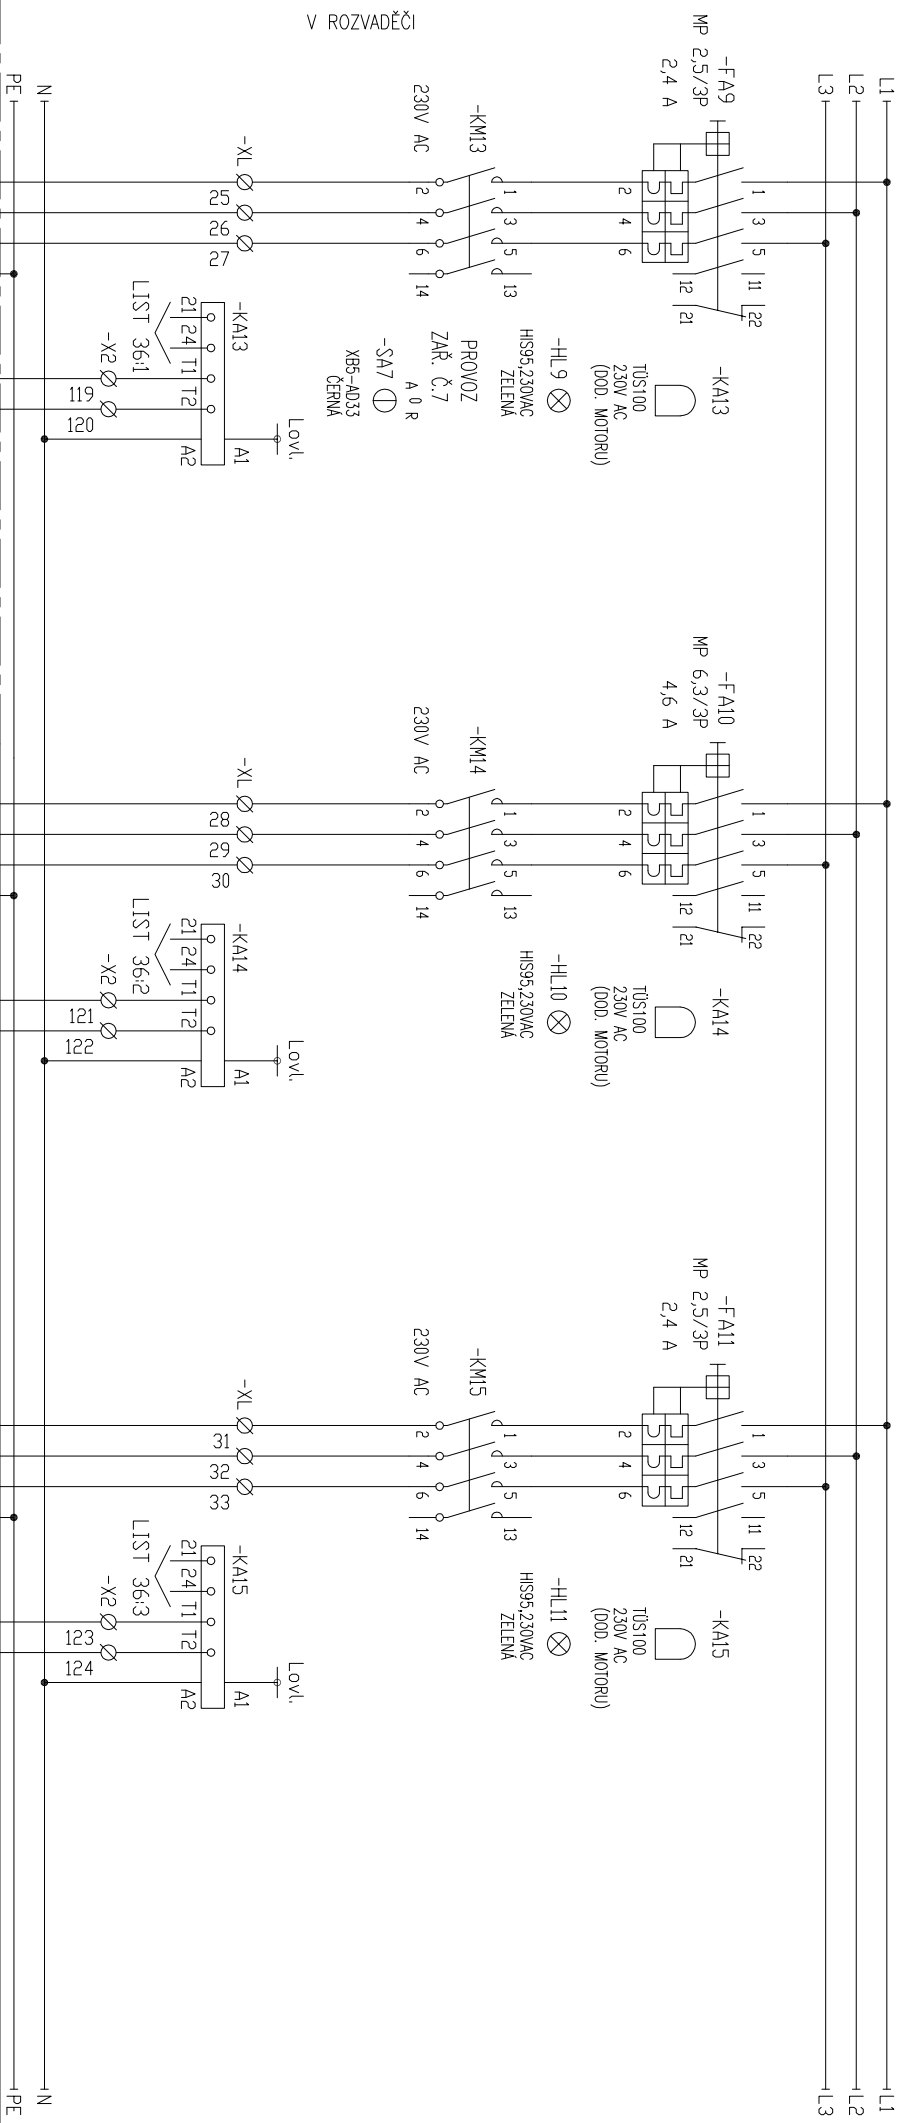 V ROZVADĚČI
L1
L2
L3
-FA9
MP 2,5/3P
2,4 A
1
3
5
11
22
2
4
6
12
21
-KA13
TÜS100
230V AC
(DOD. MOTORU)
-HL9
HIS95,230VAC
ZELENÁ
-KM13
230V AC
1
3
5
13
2
4
6
14
PROVOZ
ZAŘ. Č.7
A 0 R
-SA7
XB5-AD33
ČERNÁ
-XL
25
26
27
Lovl.
-KA13
A1
21
24
T1
T2
A2
LIST 36:1
-X2
119
120
-FA10
MP 6,3/3P
4,6 A
1
3
5
11
22
2
4
6
12
21
-KA14
TÜS100
230V AC
(DOD. MOTORU)
-HL10
HIS95,230VAC
ZELENÁ
-KM14
230V AC
1
3
5
13
2
4
6
14
-XL
28
29
30
Lovl.
-KA14
A1
21
24
T1
T2
A2
LIST 36:2
-X2
121
122
-FA11
MP 2,5/3P
2,4 A
1
3
5
11
22
2
4
6
12
21
-KA15
TÜS100
230V AC
(DOD. MOTORU)
-HL11
HIS95,230VAC
ZELENÁ
-KM15
230V AC
1
3
5
13
2
4
6
14
-XL
31
32
33
Lovl.
-KA15
A1
21
24
T1
T2
A2
LIST 36:3
-X2
123
124
N
PE
L1
L2
L3
N
PE